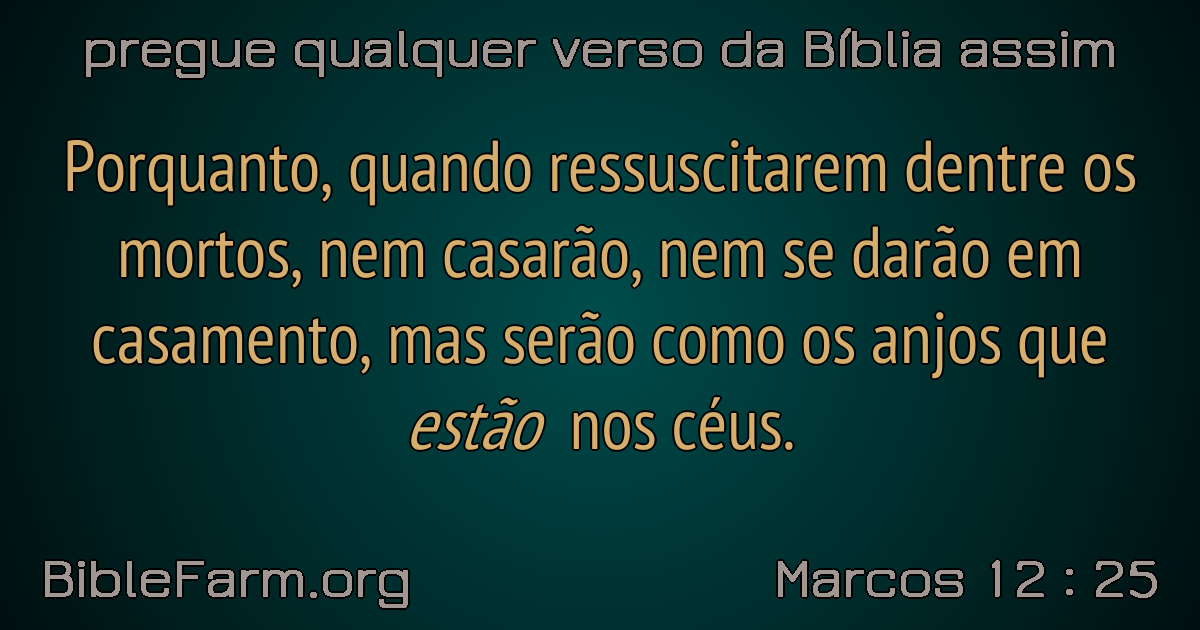 pregue qualquer verso da Bíblia assim
Porquanto, quando ressuscitarem dentre os
mortos, nem casarão, nem se darão em
casamento, mas serão como os anjos que
estão nos céus.
BibleFarm.org
Marcos 12 : 25